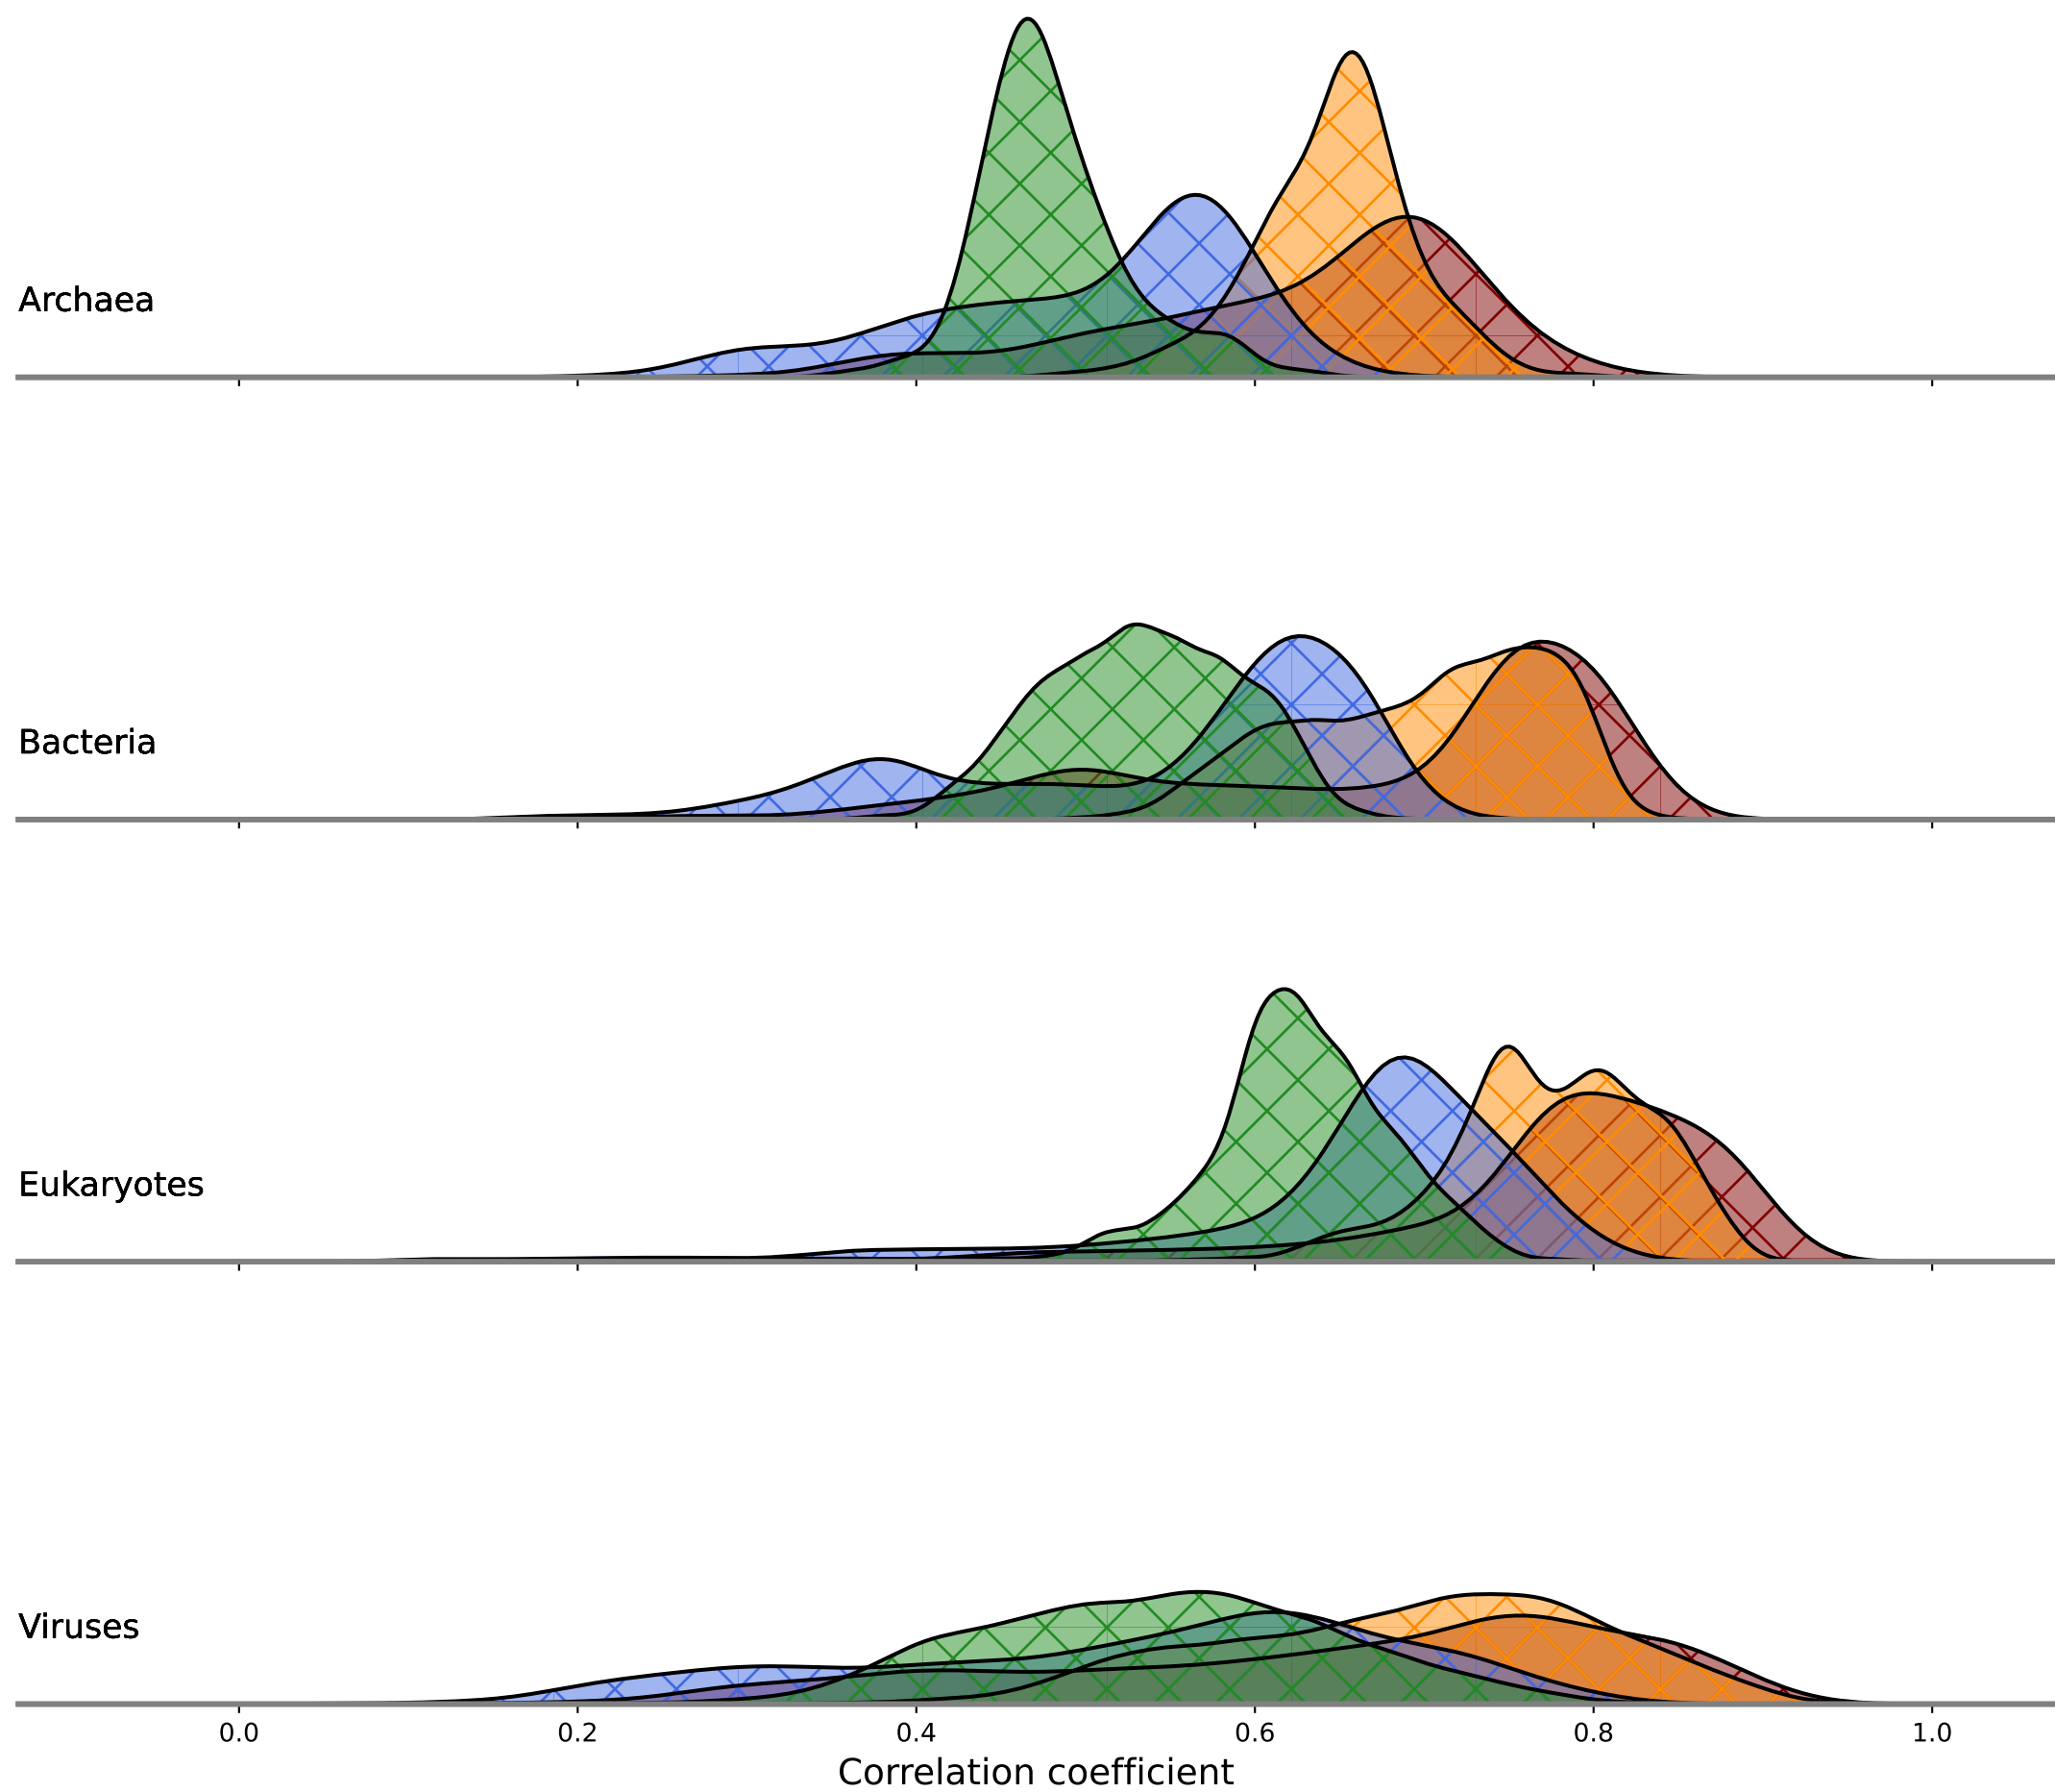 Archaea
Bacteria
Eukaryotes
Viruses
0.0 0.2 0.4 0.6 0.8 1.0
Correlation coefficient